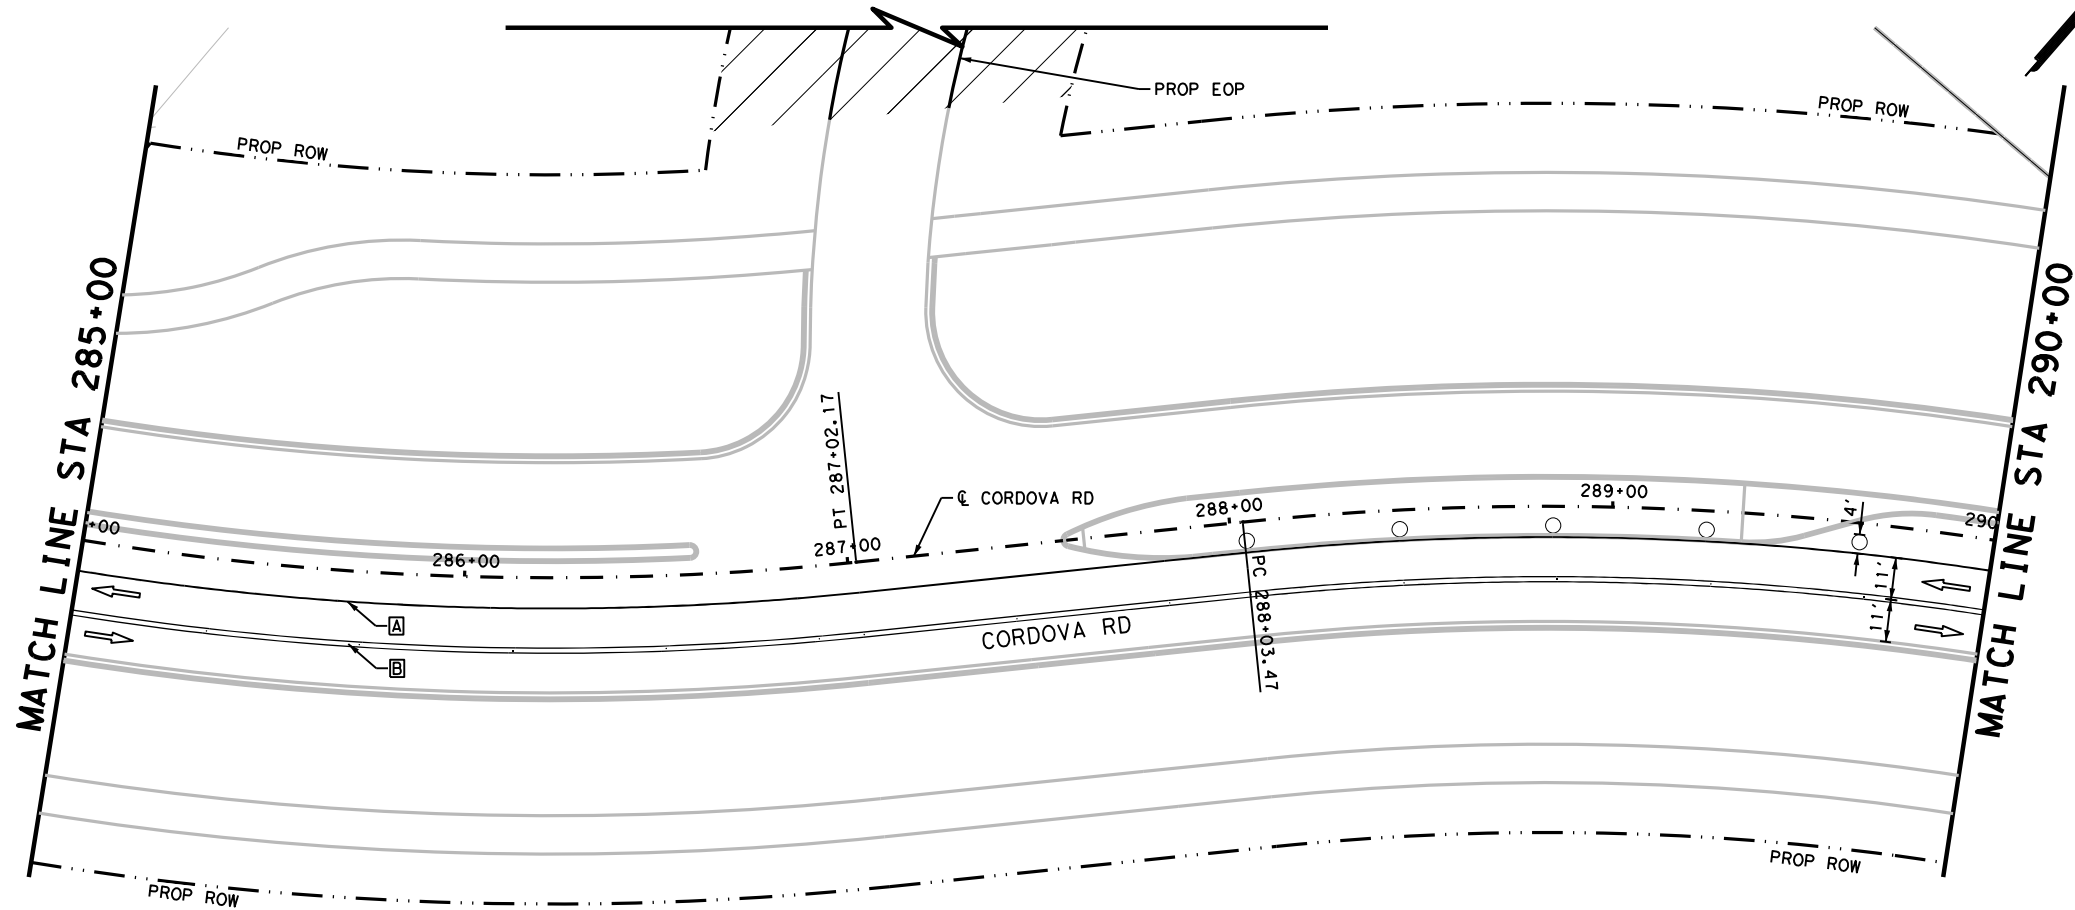 PROP EOP
PROP ROW
PROP ROW
MATCH LINE STA 285+00
MATCH LINE STA 290+00
PT 287+02.17
℄ CORDOVA RD
288+00
289+00
4'
290
+00
286+00
287+00
PC 288+03.47
11'
11'
A
B
CORDOVA RD
PROP ROW
PROP ROW